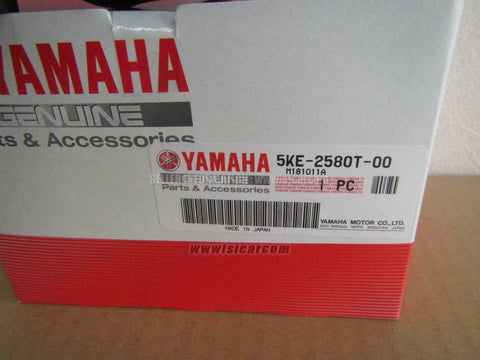 YAMAHA
GENUINE
Parts & Accessories
YAMAHA 5KE-2580T-00
M181011A
GENUINE
Parts & Accessories
1 PC
YAMAHA MOTOR CO., LTD.
MADE IN JAPAN
www.isicar.com